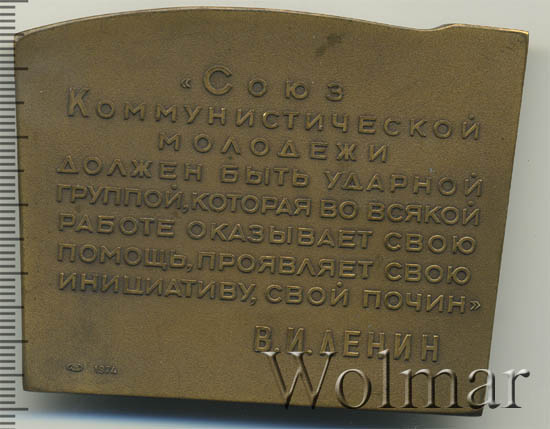 «Союз
Коммунистической
молодежи
должен быть ударной
группой, которая во всякой
работе оказывает свою
помощь, проявляет свою
инициативу, свой почин»
В.И.ЛЕНИН
1974
Wolmar